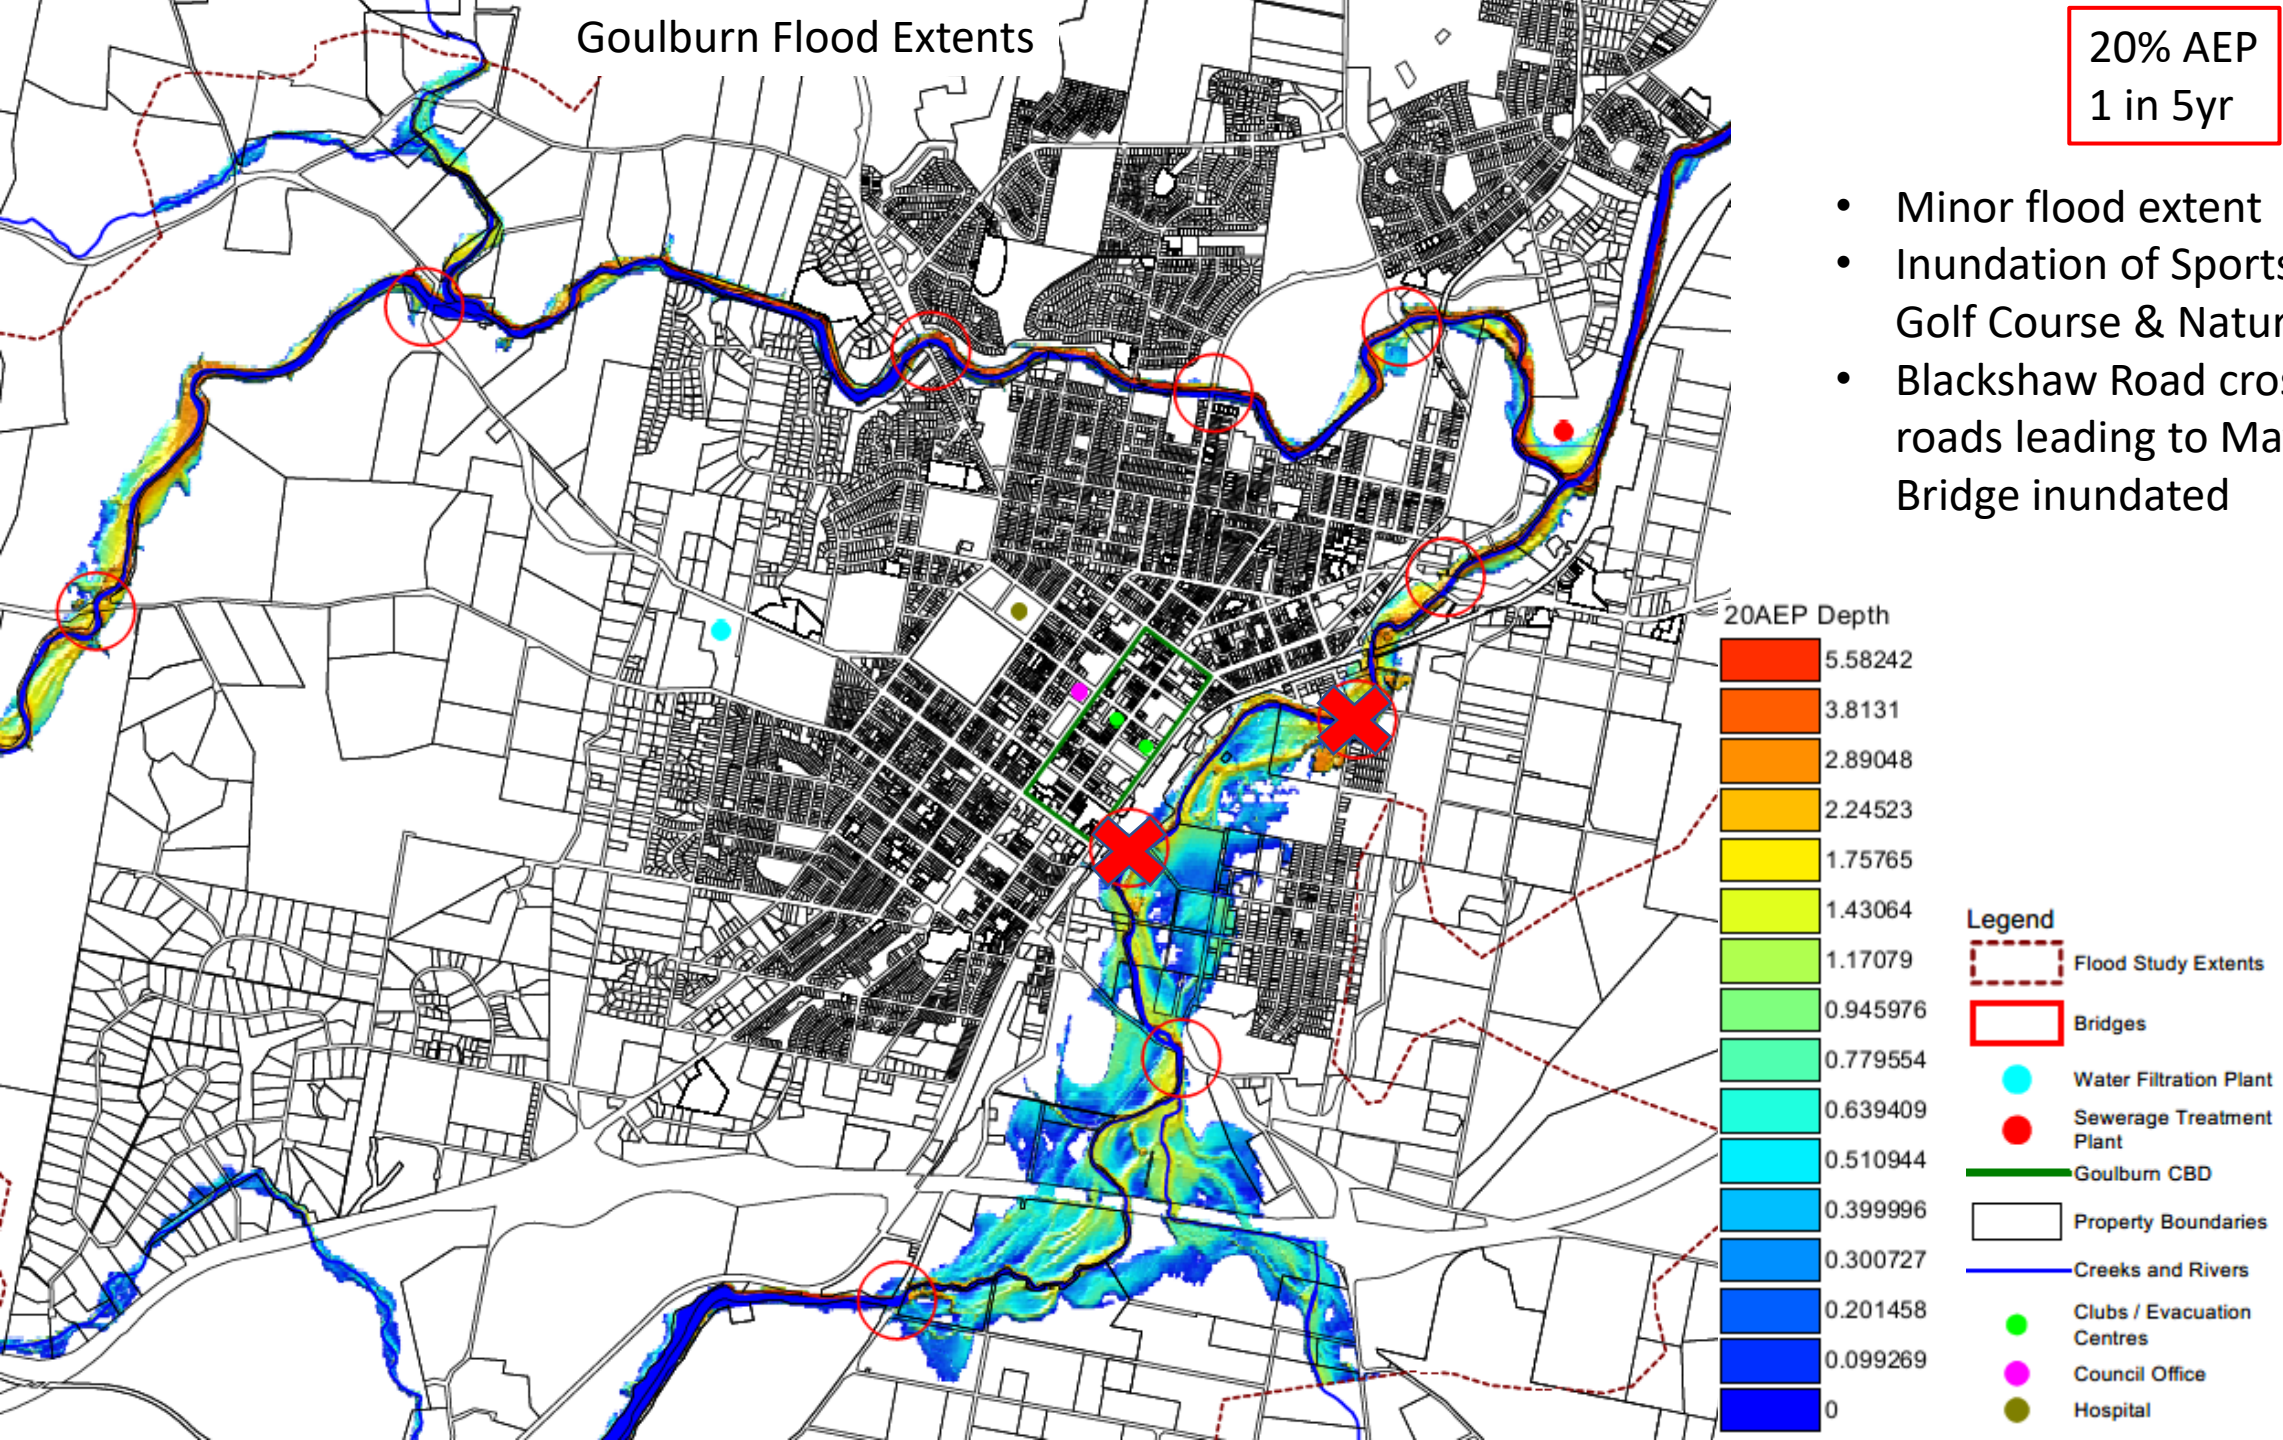 Goulburn Flood Extents
20% AEP
1 in 5yr
• Minor flood extent
• Inundation of Sports
Golf Course & Natur
• Blackshaw Road cros
roads leading to Ma
Bridge inundated
20AEP Depth
5.58242
3.8131
2.89048
2.24523
1.75765
1.43064
1.17079
0.945976
0.779554
0.639409
0.510944
0.399996
0.300727
0.201458
0.099269
0
Legend
Flood Study Extents
Bridges
Water Filtration Plant
Sewerage Treatment
Plant
Goulburn CBD
Property Boundaries
Creeks and Rivers
Clubs / Evacuation
Centres
Council Office
Hospital